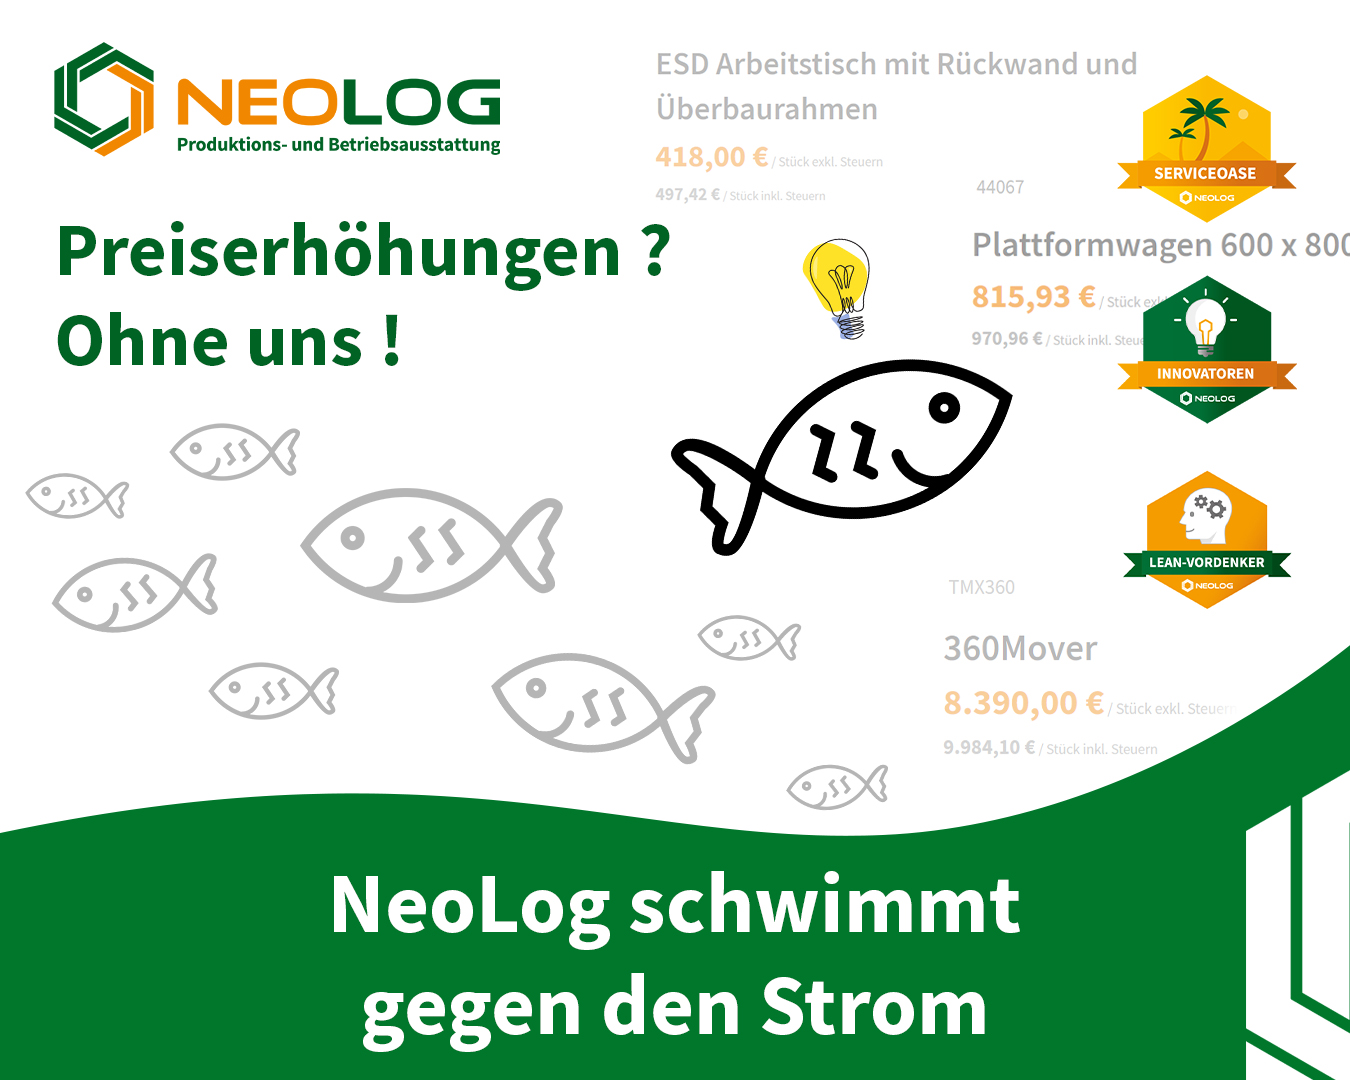 NEOLOG
Produktions- und Betriebsausstattung
ESD Arbeitstisch mit Rückwand und
Überbaurahmen
418,00 € / Stück exkl. Steuern
497,42 € / Stück inkl. Steuern
SERVICEOASE
NEOLOG
Preiserhöhungen ?
Ohne uns !
44067
Plattformwagen 600 x 800
815,93 € / Stück exkl
970,96 € / Stück inkl. Steue
INNOVATOREN
NEOLOG
LEAN-VORDENKER
NEOLOG
TMX360
360Mover
8.390,00 € / Stück exkl. Steuern
9.984,10 € / Stück inkl. Steuern
NeoLog schwimmt
gegen den Strom